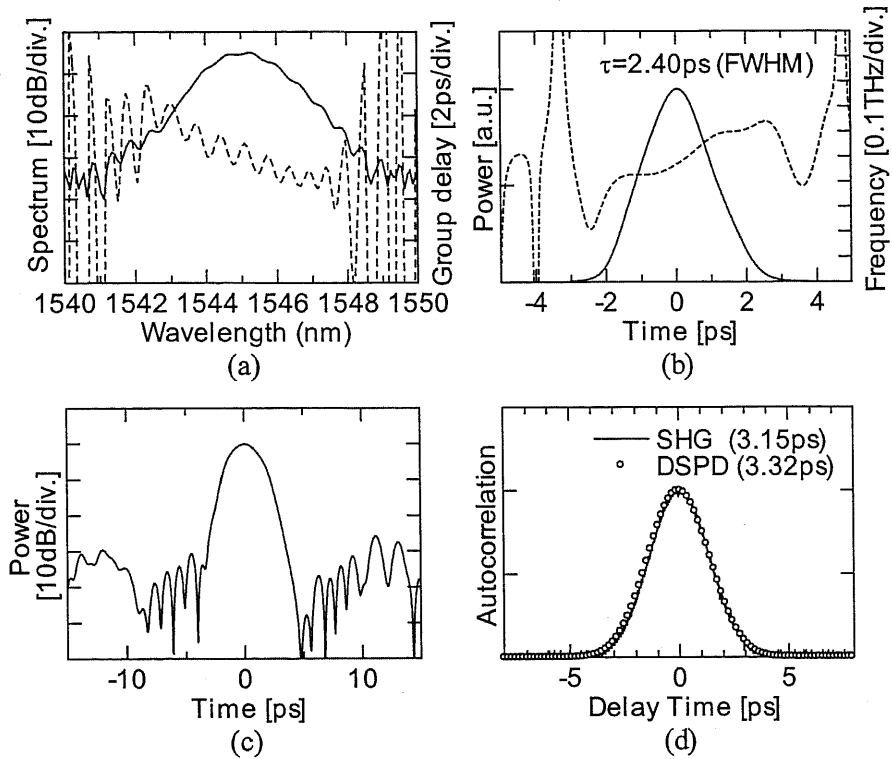 Spectrum [10dB/div.]
Group delay [2ps/div.]
1540 1542 1544 1546 1548 1550
Wavelength (nm)
(a)
τ=2.40ps (FWHM)
Power [a.u.]
Frequency [0.1THz/div.]
-4 -2 0 2 4
Time [ps]
(b)
Power
[10dB/div.]
-10 0 10
Time [ps]
(c)
SHG (3.15ps)
DSPD (3.32ps)
Autocorrelation
-5 0 5
Delay Time [ps]
(d)